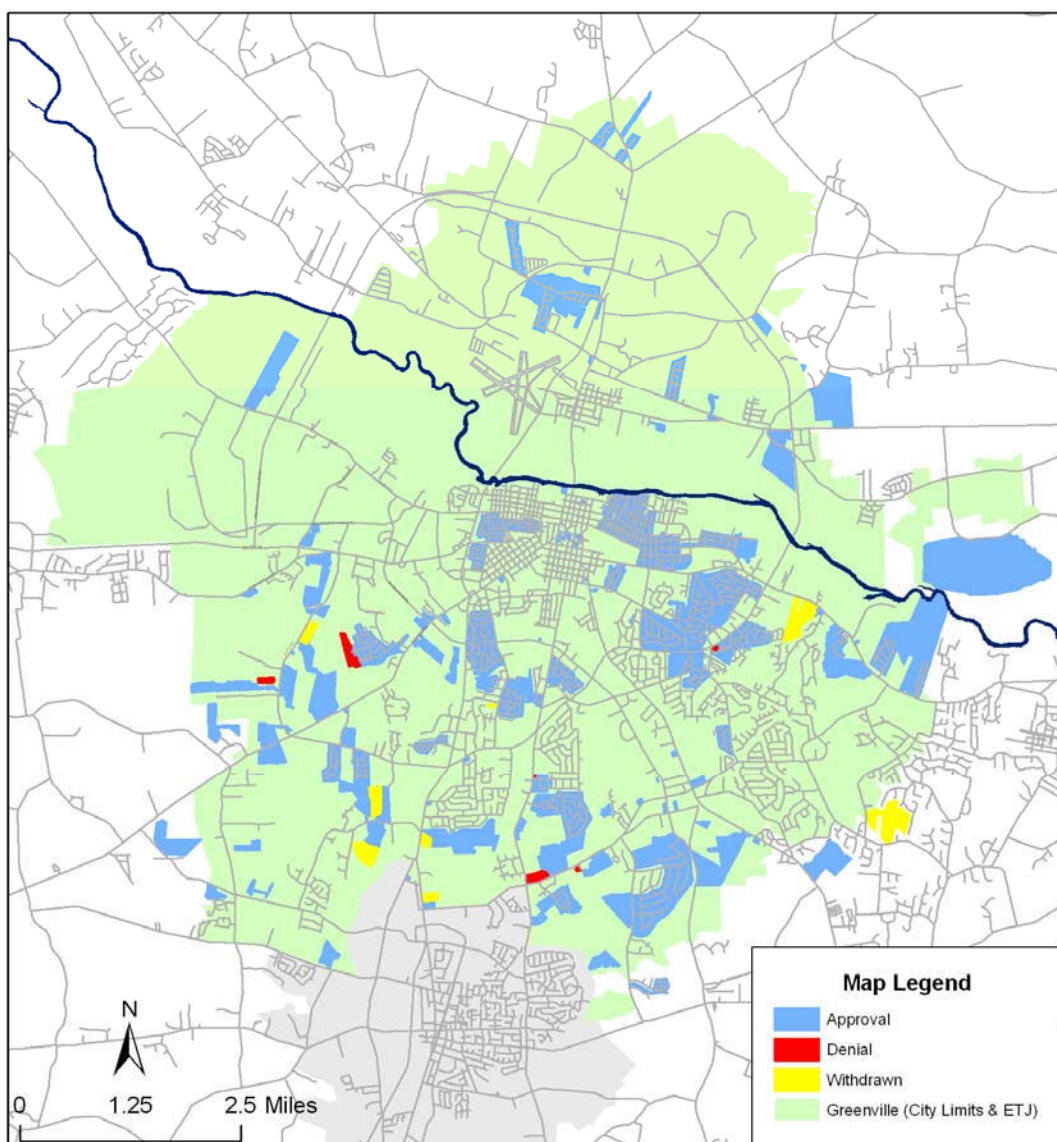 Map Legend
Approval
Denial
Withdrawn
Greenville (City Limits & ETJ)
N
0 1.25 2.5 Miles